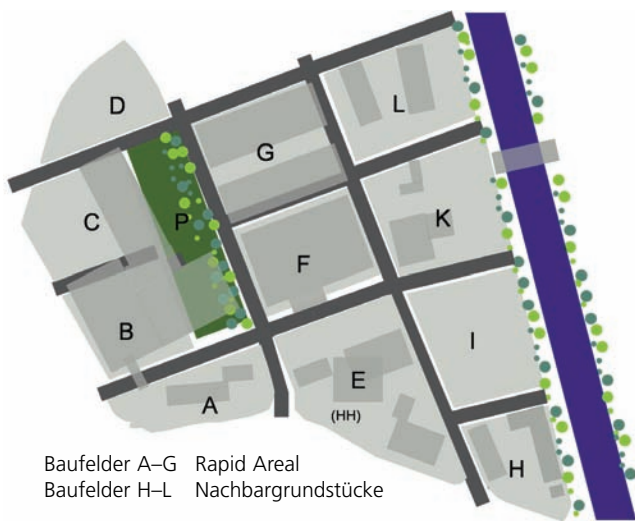 D
L
G
C
P
K
F
B
I
E
(HH)
A
H
Baufelder A–G Rapid Areal
Baufelder H–L Nachbargrundstücke